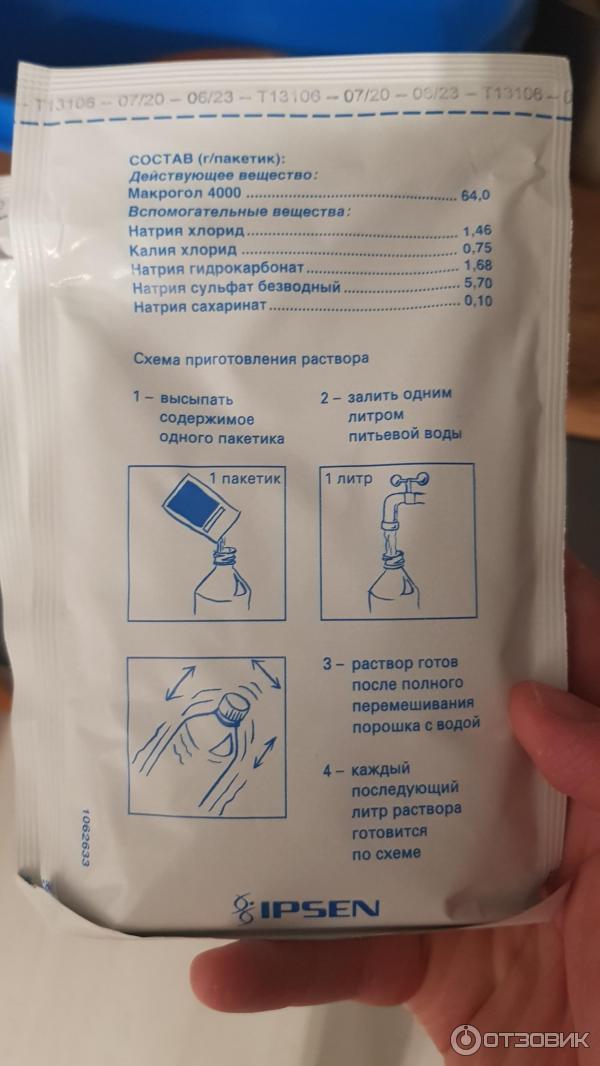 - T13106 - 07/20 - 06/23 - T13106 - 07/20 - 06/23 - T13106 - 0
СОСТАВ (г/пакетик):
Действующее вещество:
Макрогол 4000 ........ 64,0
Вспомогательные вещества:
Натрия хлорид ........ 1,46
Калия хлорид ........ 0,75
Натрия гидрокарбонат ........ 1,68
Натрия сульфат безводный ........ 5,70
Натрия сахаринат ........ 0,10
Схема приготовления раствора
1 – высыпать
содержимое
одного пакетика
2 – залить одним
литром
питьевой воды
1 пакетик
1 литр
3 – раствор готов
после полного
перемешивания
порошка с водой
4 – каждый
последующий
литр раствора
готовится
по схеме
1062633
IPSEN
ОТЗОВИК